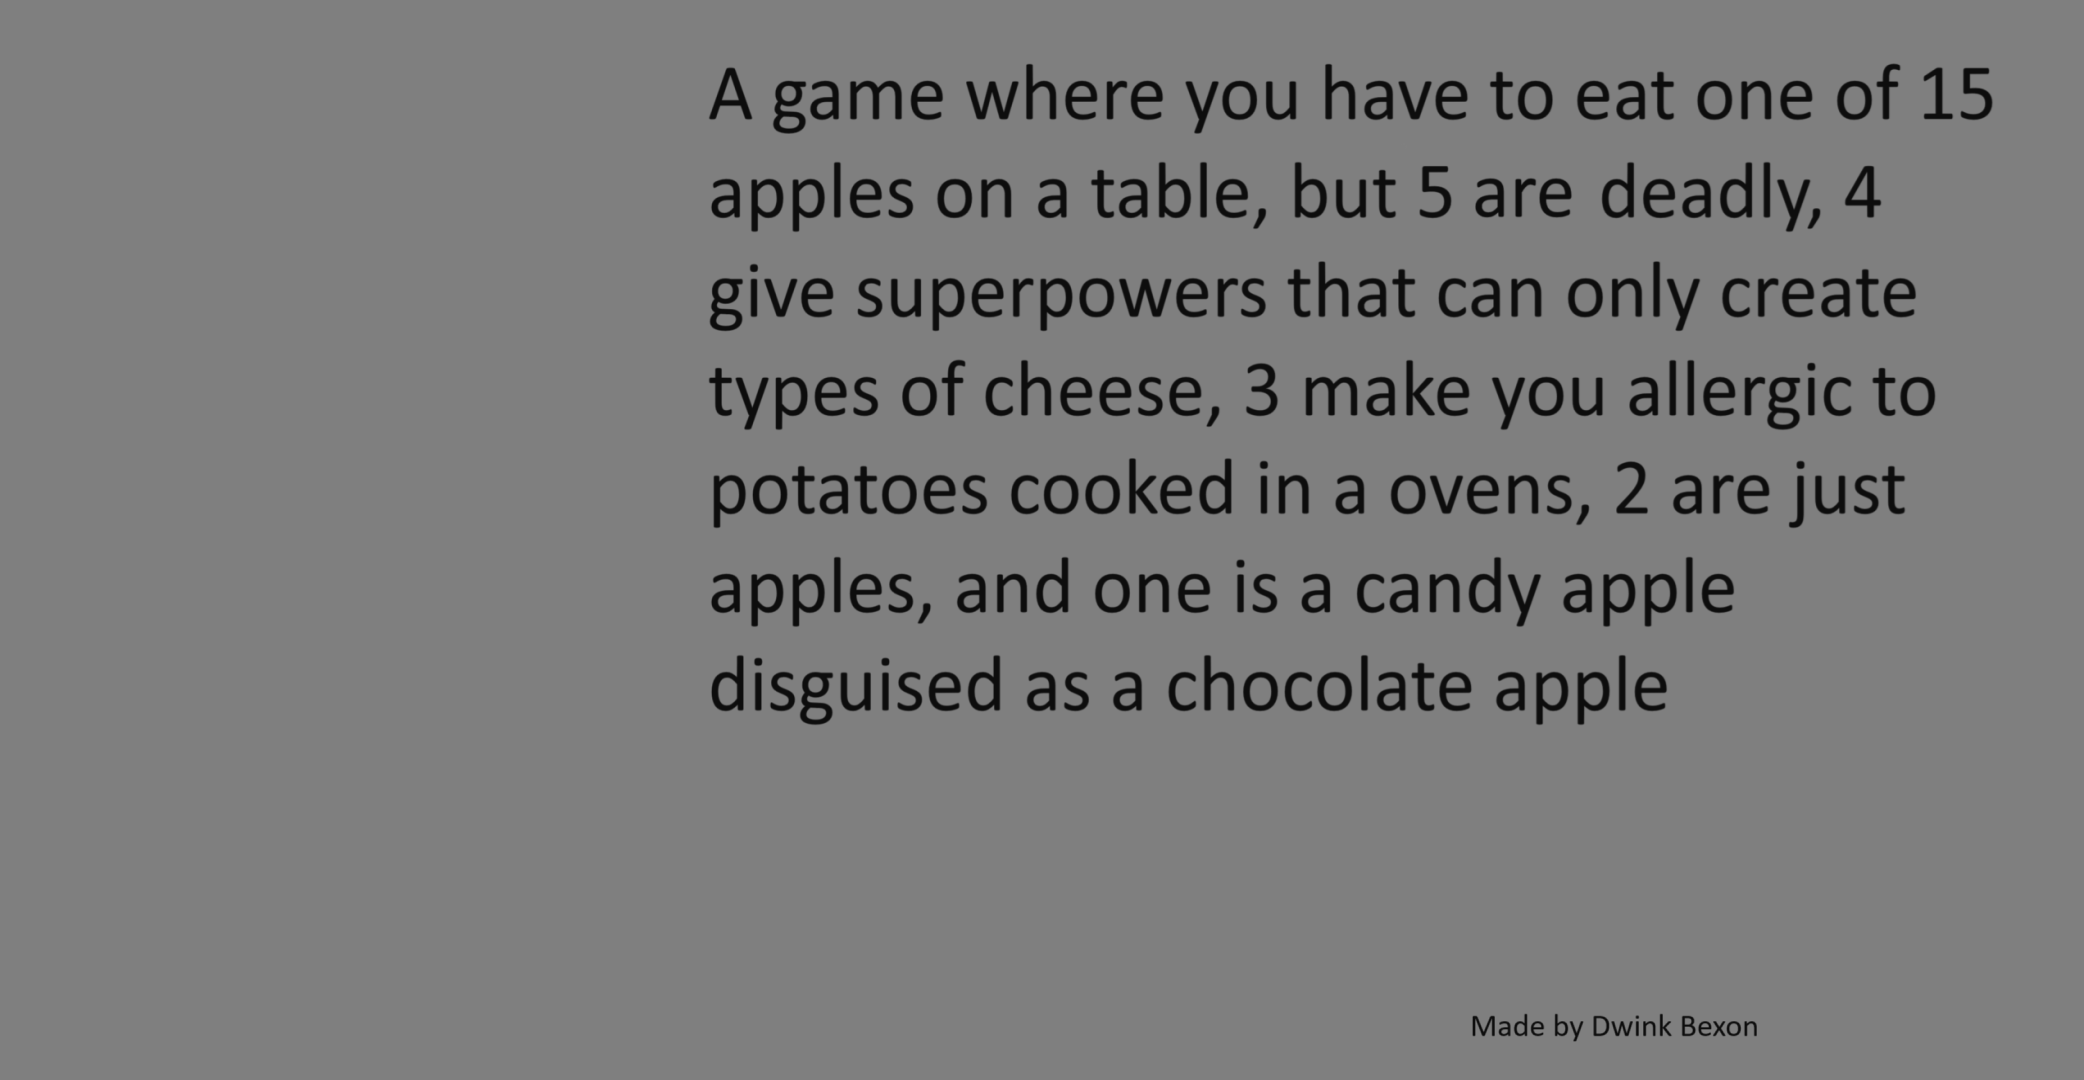 A game where you have to eat one of 15
apples on a table, but 5 are deadly, 4
give superpowers that can only create
types of cheese, 3 make you allergic to
potatoes cooked in a ovens, 2 are just
apples, and one is a candy apple
disguised as a chocolate apple
Made by Dwink Bexon